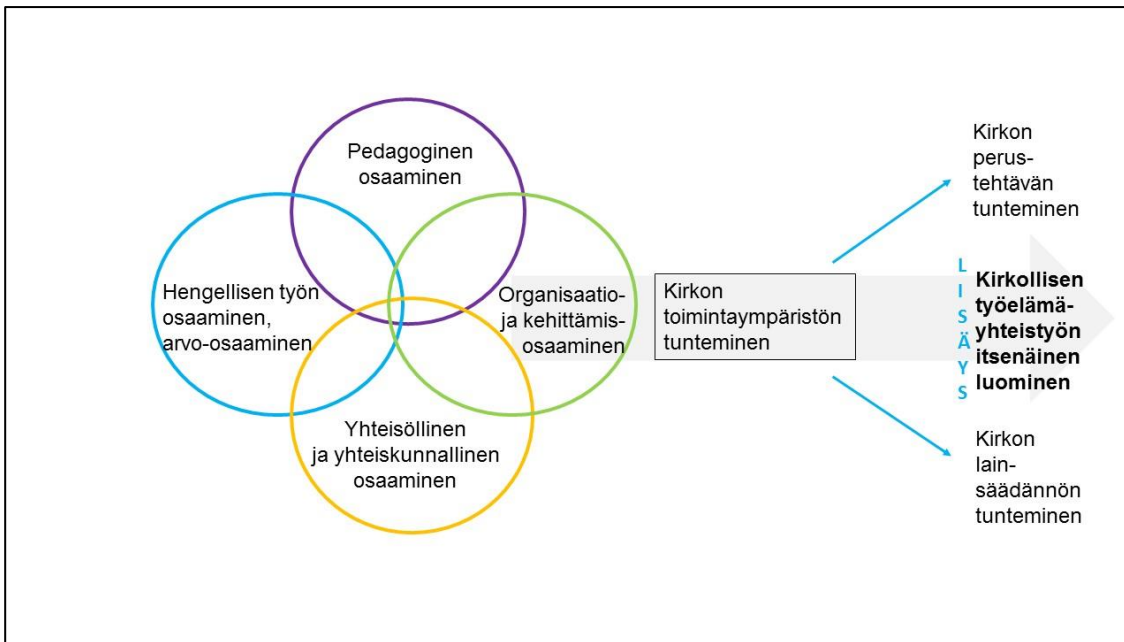 Pedagoginen
osaaminen
Hengellisen työn
osaaminen,
arvo-osaaminen
Organisaatio-
ja kehittämis-
osaaminen
Yhteisöllinen
ja yhteiskunnallinen
osaaminen
Kirkon
toimintaympäristön
tunteminen
Kirkon
perus-
tehtävän
tunteminen
LISÄYS
Kirkollisen
työelämä-
yhteistyön
itsenäinen
luominen
Kirkon
lain-
säädännön
tunteminen